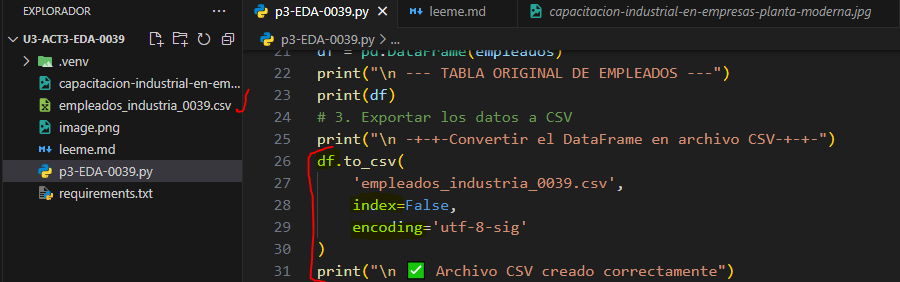 EXPLORADOR
U3-ACT3-EDA-0039
.venv
capacitacion-industrial-en-em...
empleados_industria_0039.csv
image.png
leeme.md
p3-EDA-0039.py
requirements.txt
p3-EDA-0039.py
leeme.md
capacitacion-industrial-en-empresas-planta-moderna.jpg
p3-EDA-0039.py > ...
21 df = pd.DataFrame(empleados)
22 print("\n --- TABLA ORIGINAL DE EMPLEADOS ---")
23 print(df)
24 # 3. Exportar los datos a CSV
25 print("\n -+-+-Convertir el DataFrame en archivo CSV-+-+-")
26 df.to_csv(
27 'empleados_industria_0039.csv',
28 index=False,
29 encoding='utf-8-sig'
30 )
31 print("\n ✅ Archivo CSV creado correctamente")